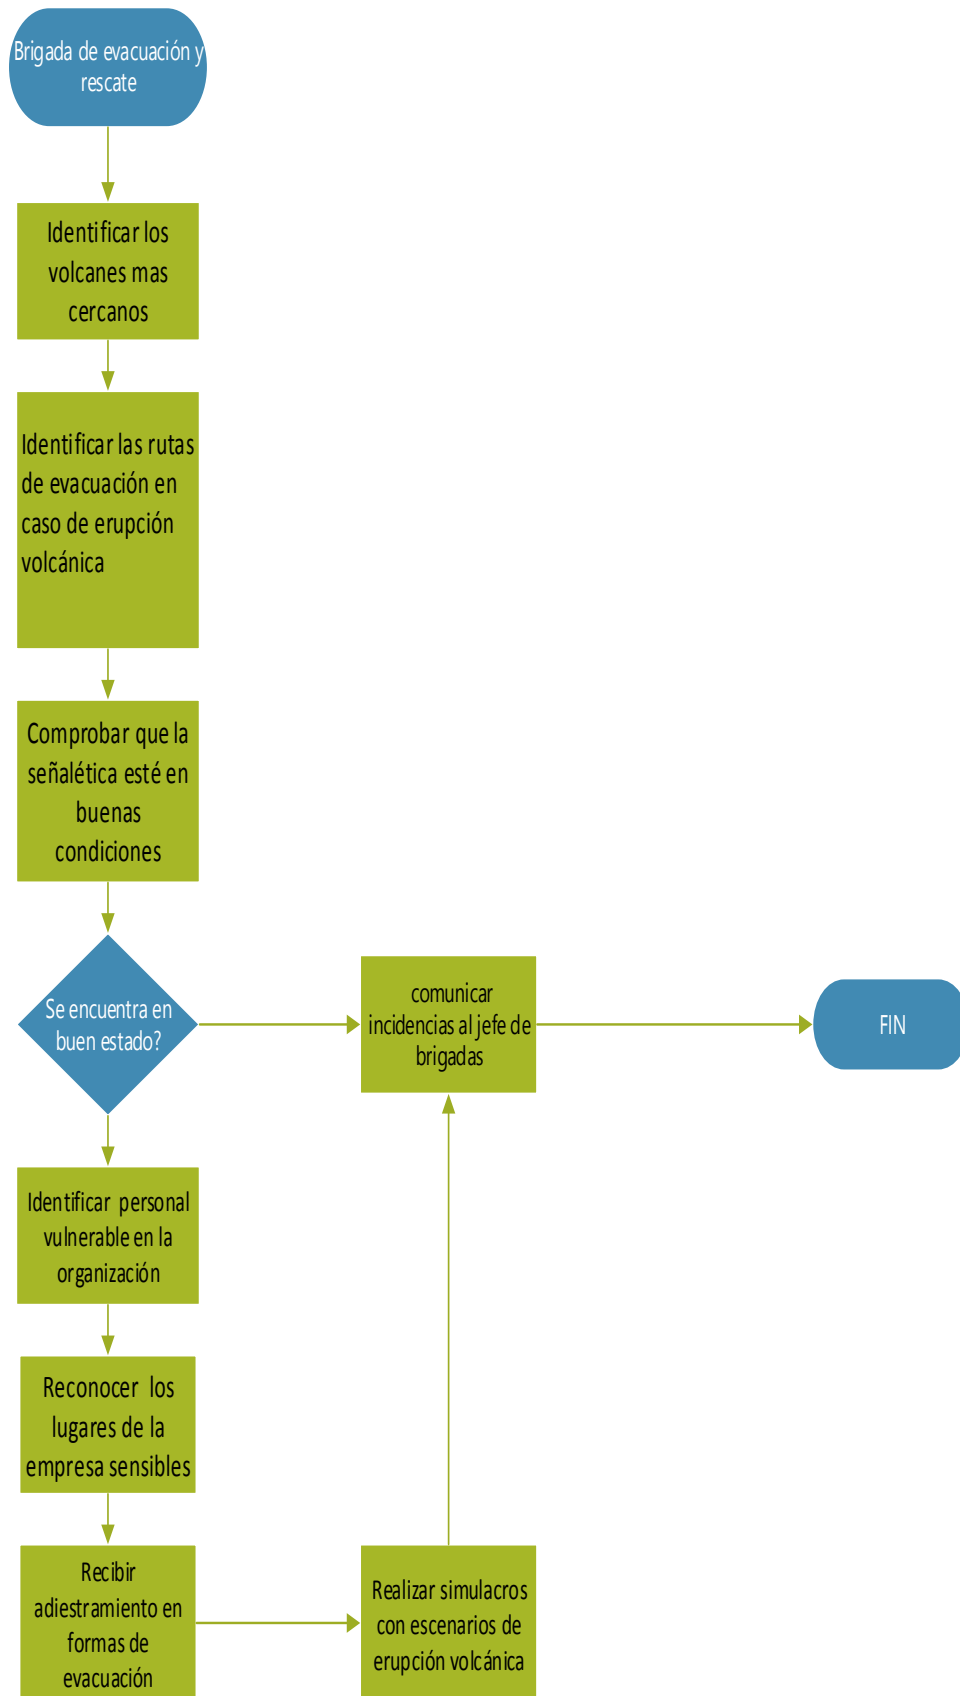 Brigada de evacuación y
rescate
Identificar los
volcanes mas
cercanos
Identificar las rutas
de evacuación en
caso de erupción
volcánica
Comprobar que la
señalética esté en
buenas
condiciones
Se encuentra en
buen estado?
comunicar
incidencias al jefe de
brigadas
FIN
Identificar personal
vulnerable en la
organización
Reconocer los
lugares de la
empresa sensibles
Recibir
adiestramiento en
formas de
evacuación
Realizar simulacros
con escenarios de
erupción volcánica